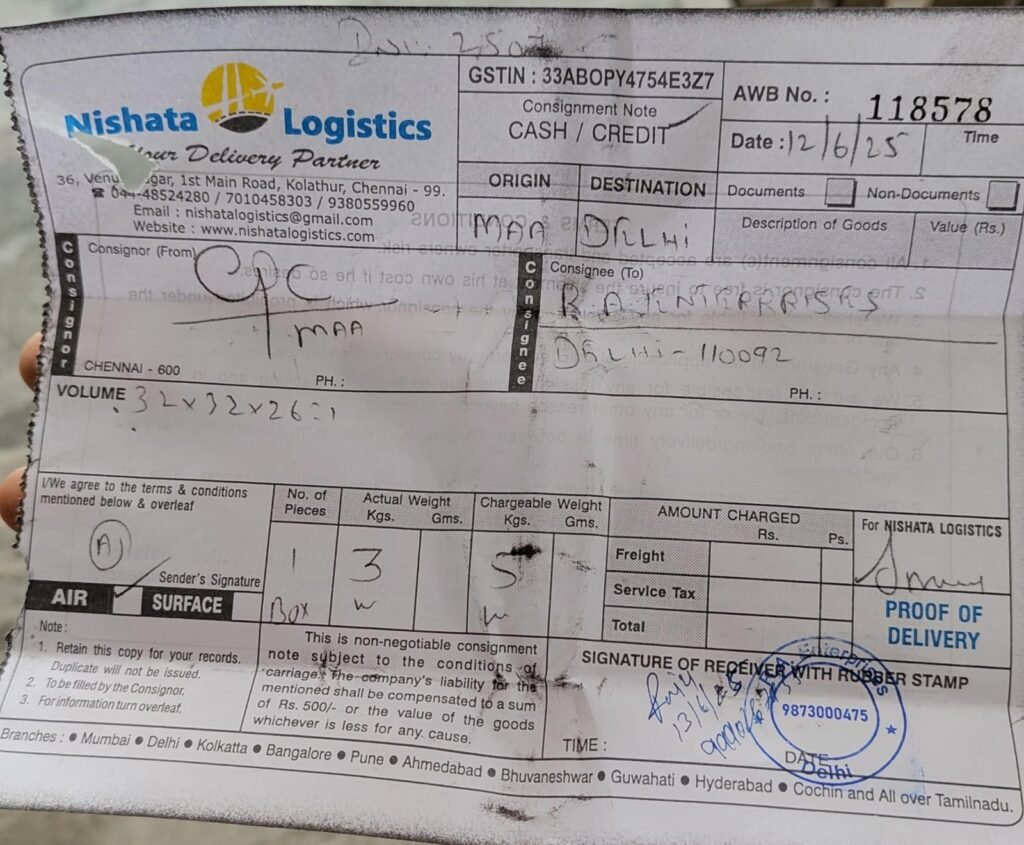 Inv: 2507
Nishata Logistics
Your Delivery Partner
36, Venu Nagar, 1st Main Road, Kolathur, Chennai - 99.
☎ 044-48524280 / 7010458303 / 9380559960
Email : nishatalogistics@gmail.com
Website : www.nishatalogistics.com
GSTIN : 33ABOPY4754E3Z7
Consignment Note
CASH / CREDIT
AWB No. : 118578
Date : 12/6/25
Time
ORIGIN
DESTINATION
MAA
DELHI
Documents
Non-Documents
Description of Goods
Value (Rs.)
Consignor
Consignor (From)
CPC
MAA
CHENNAI - 600
PH. :
Consignee
Consignee (To)
R.A. ENTERPRISES
DELHI - 110092
PH. :
VOLUME 32x32x26=1
I/We agree to the terms & conditions
mentioned below & overleaf
Sender's Signature
AIR
SURFACE
No. of
Pieces
1
Box
Actual Weight
Kgs. Gms.
3
Chargeable Weight
Kgs. Gms.
5
AMOUNT CHARGED
Rs. Ps.
Freight
Service Tax
Total
For NISHATA LOGISTICS
PROOF OF
DELIVERY
Note :
1. Retain this copy for your records.
Duplicate will not be issued.
2. To be filled by the Consignor.
3. For information turn overleaf.
This is non-negotiable consignment
note subject to the conditions of
carriage. The company's liability for the
mentioned shall be compensated to a sum
of Rs. 500/- or the value of the goods
whichever is less for any cause.
SIGNATURE OF RECEIVER WITH RUBBER STAMP
13/6/25
Enterprises
9873000475
Delhi
TIME :
DATE
Branches : ● Mumbai ● Delhi ● Kolkatta ● Bangalore ● Pune ● Ahmedabad ● Bhuvaneshwar ● Guwahati ● Hyderabad ● Cochin and All over Tamilnadu.